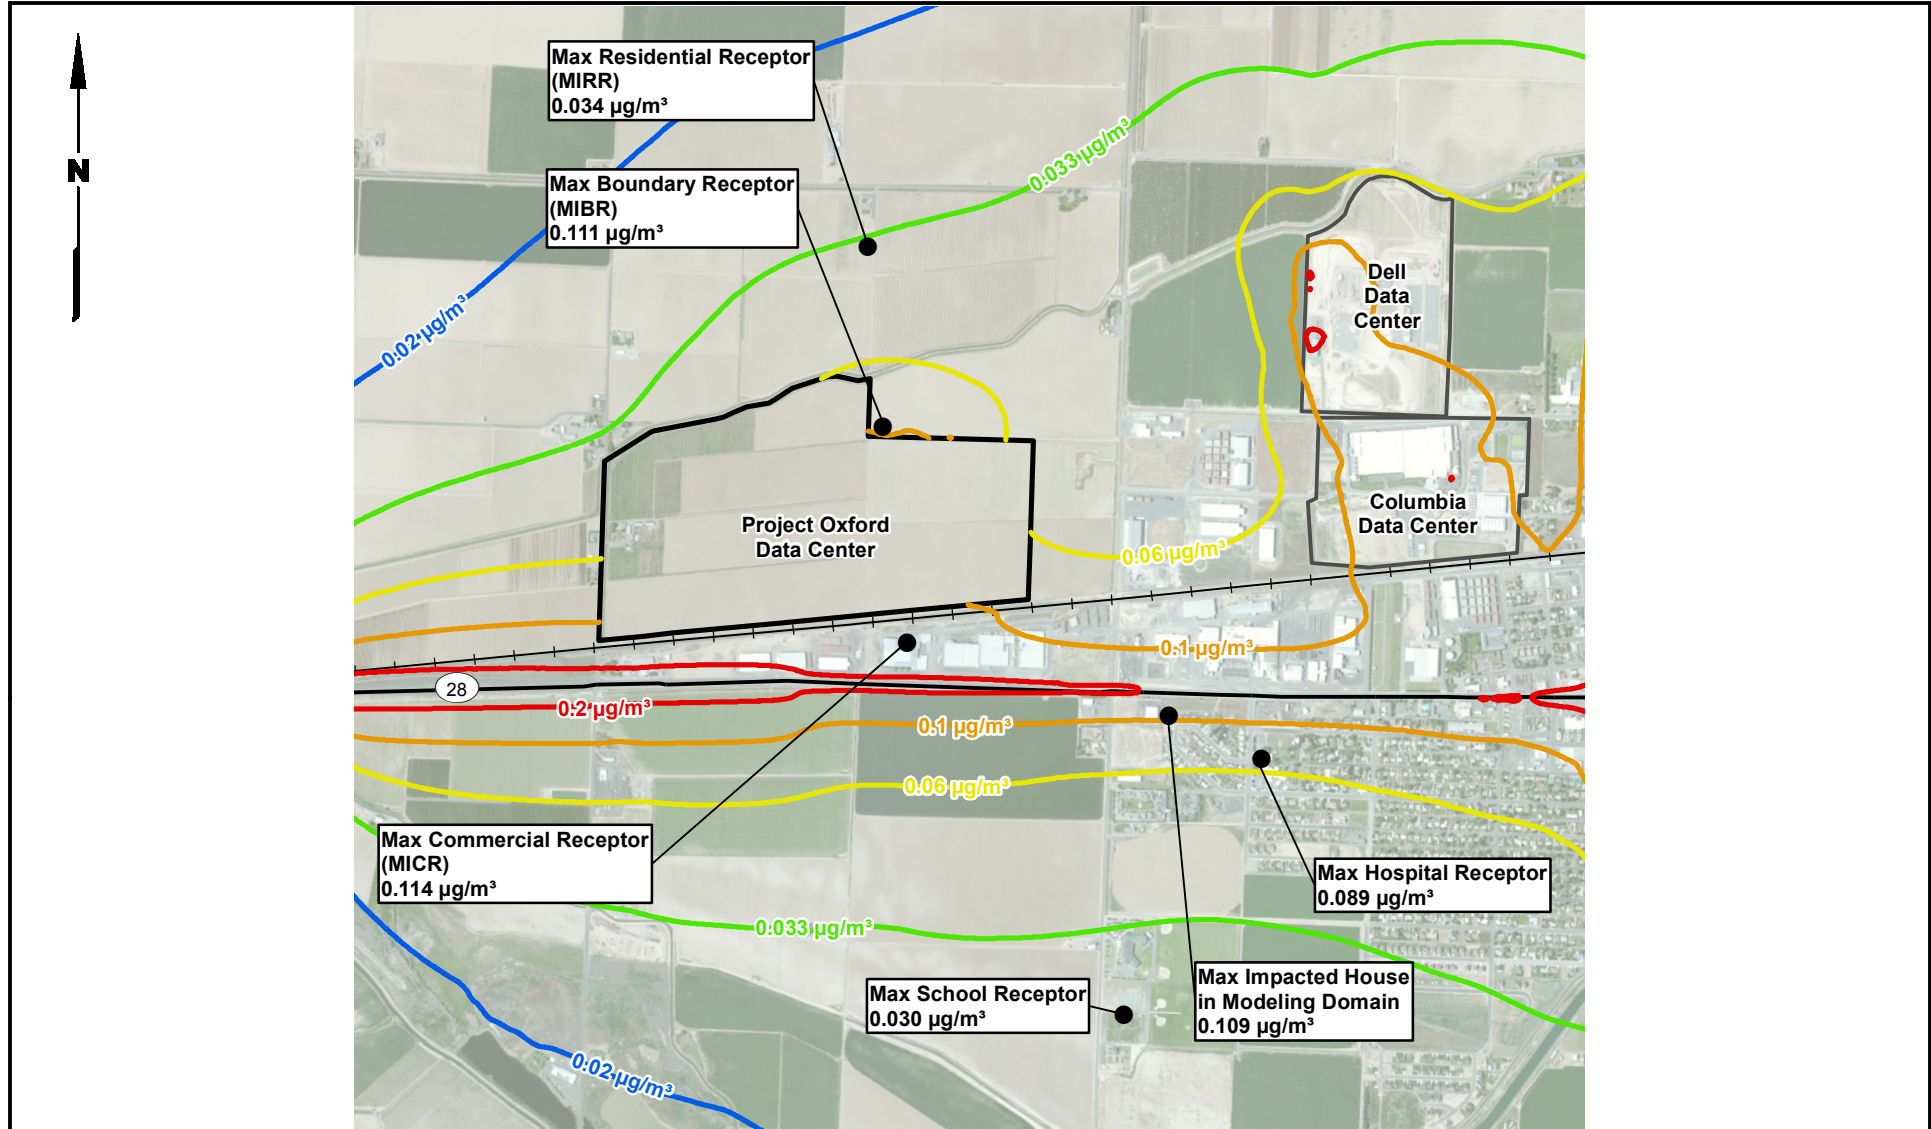 N
Max Residential Receptor
(MIRR)
0.034 µg/m³
Max Boundary Receptor
(MIBR)
0.111 µg/m³
0.033 µg/m³
0.02 µg/m³
Dell
Data
Center
Columbia
Data Center
Project Oxford
Data Center
0.06 µg/m³
0.1 µg/m³
28
0.2 µg/m³
0.1 µg/m³
0.06 µg/m³
Max Commercial Receptor
(MICR)
0.114 µg/m³
Max Hospital Receptor
0.089 µg/m³
0.033 µg/m³
Max School Receptor
0.030 µg/m³
Max Impacted House
in Modeling Domain
0.109 µg/m³
0.02 µg/m³